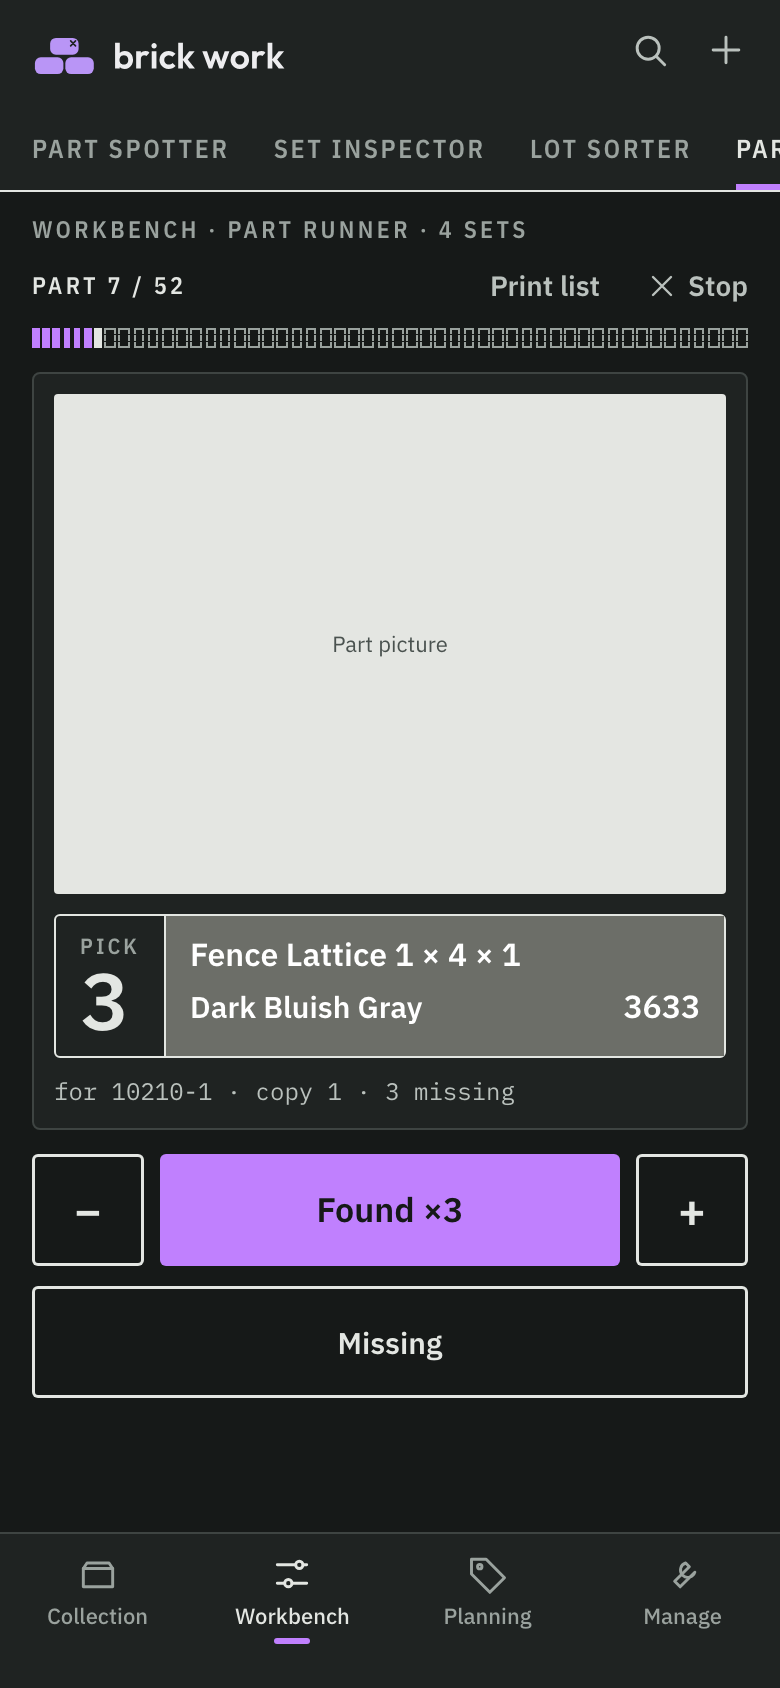 brick work
PART SPOTTER SET INSPECTOR LOT SORTER PAR
WORKBENCH · PART RUNNER · 4 SETS
PART 7 / 52 Print list Stop
Part picture
PICK
3
Fence Lattice 1 × 4 × 1
Dark Bluish Gray 3633
for 10210-1 · copy 1 · 3 missing
− Found ×3 +
Missing
Collection Workbench Planning Manage